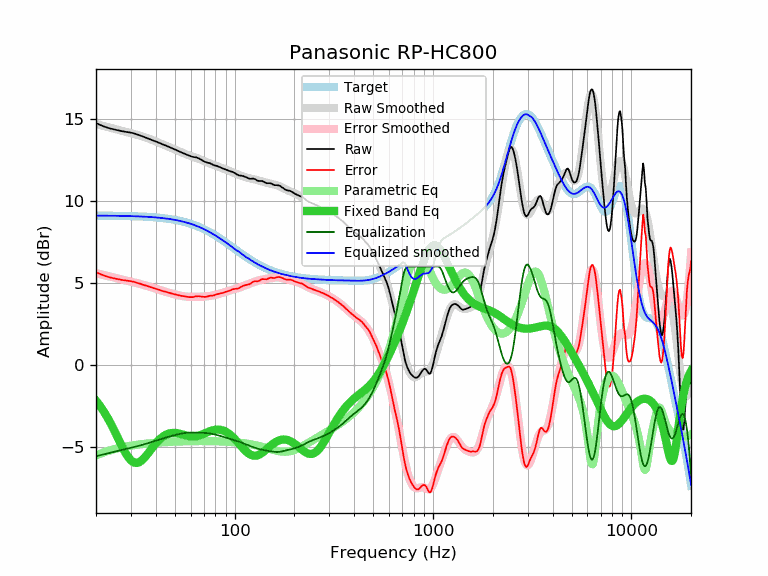 Panasonic RP-HC800
Target
Raw Smoothed
Error Smoothed
Raw
Error
Parametric Eq
Fixed Band Eq
Equalization
Equalized smoothed
Amplitude (dBr)
15
10
5
0
−5
100
1000
10000
Frequency (Hz)